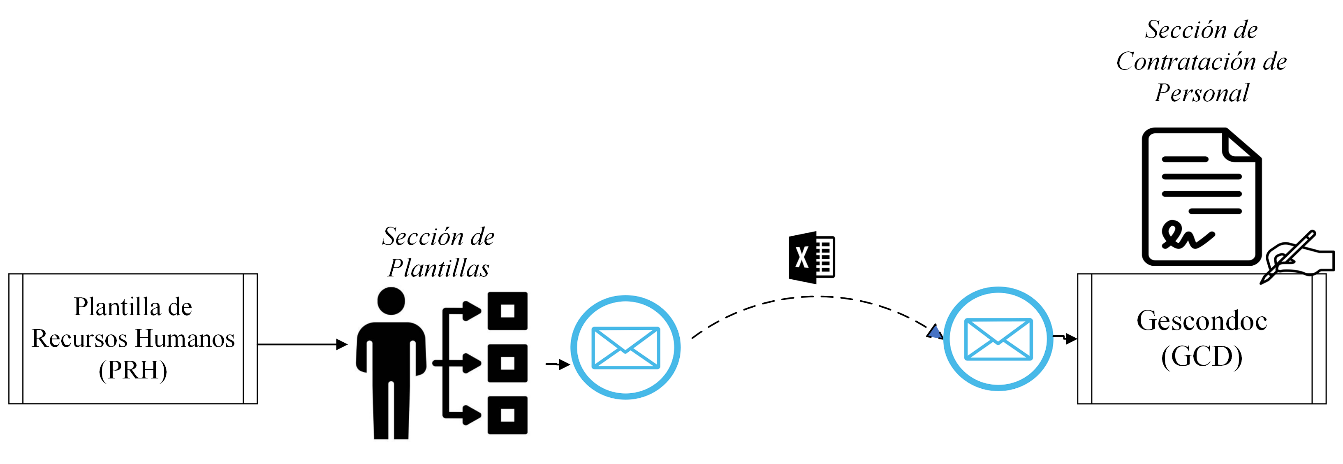 Sección de
Contratación de
Personal
Sección de
Plantillas
X
Plantilla de
Recursos Humanos
(PRH)
Gescondoc
(GCD)